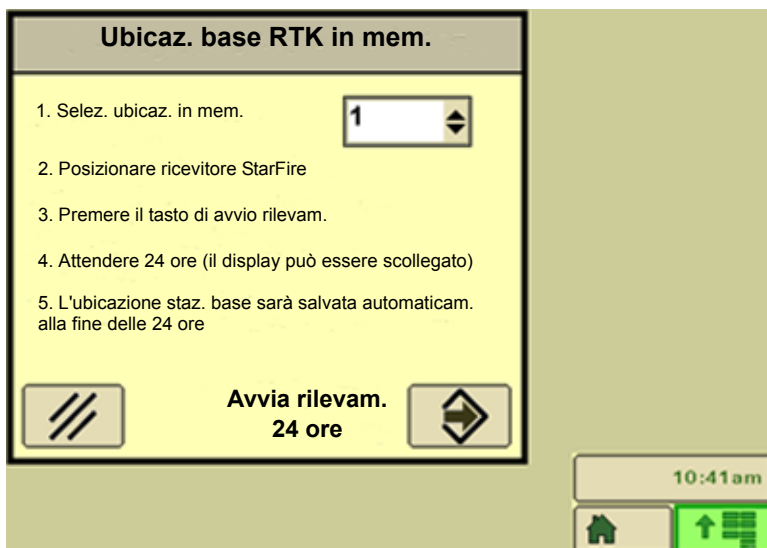 Ubicaz. base RTK in mem.
1. Selez. ubicaz. in mem.
1
2. Posizionare ricevitore StarFire
3. Premere il tasto di avvio rilevam.
4. Attendere 24 ore (il display può essere scollegato)
5. L'ubicazione staz. base sarà salvata automaticam.
alla fine delle 24 ore
Avvia rilevam.
24 ore
10:41am